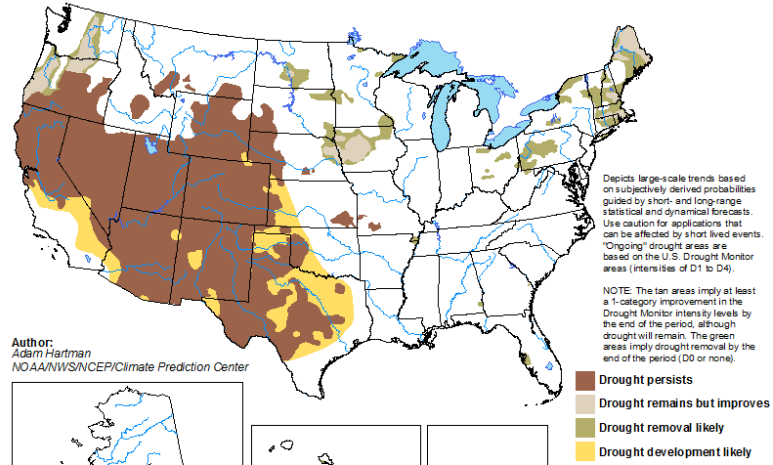 Depicts large-scale trends based
on subjectively derived probabilities
guided by short- and long-range
statistical and dynamical forecasts.
Use caution for applications that
can be affected by short lived events.
"Ongoing" drought areas are
based on the U.S. Drought Monitor
areas (intensities of D1 to D4).
NOTE: The tan areas imply at least
a 1-category improvement in the
Drought Monitor intensity levels by
the end of the period, although
drought will remain. The green
areas imply drought removal by the
end of the period (D0 or none).
Author:
Adam Hartman
NOAA/NWS/NCEP/Climate Prediction Center
Drought persists
Drought remains but improves
Drought removal likely
Drought development likely